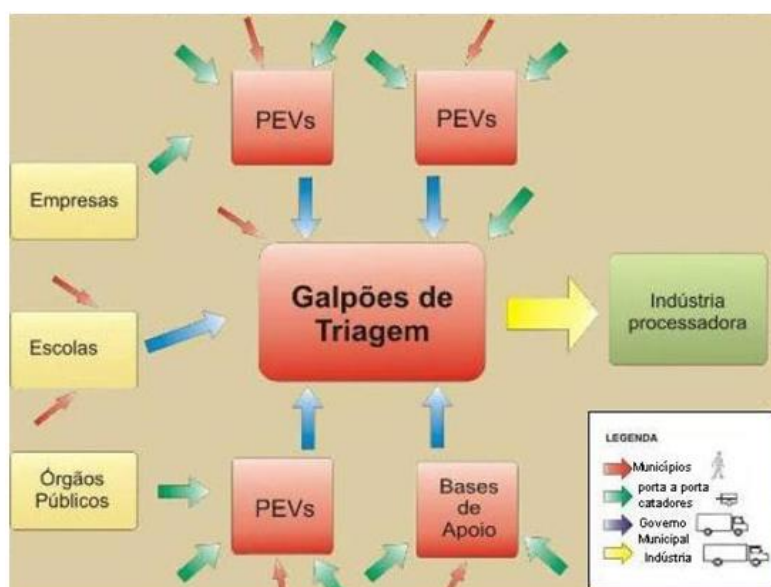 PEVs
PEVs
Empresas
Galpões de
Triagem
Indústria
processadora
Escolas
Órgãos
Públicos
PEVs
Bases
de
Apoio
LEGENDA
Municípios
porta a porta
catadores
Governo
Municipal
Indústria